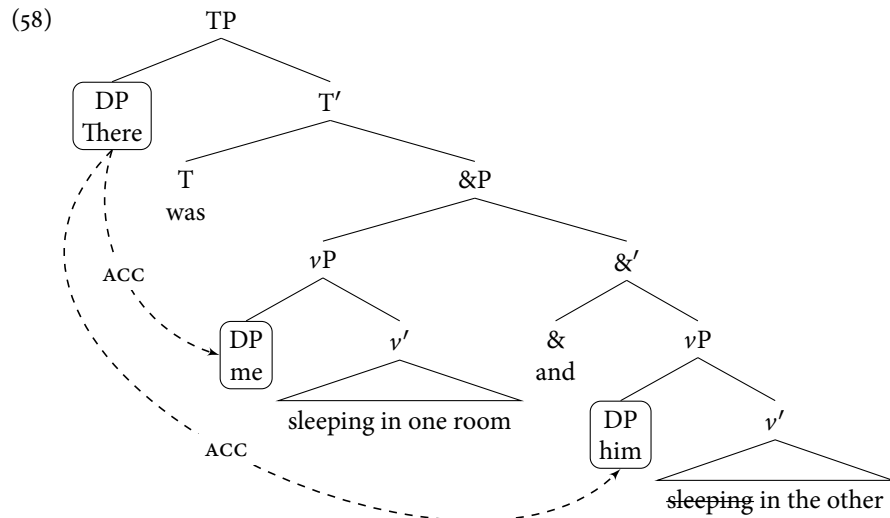 (58)
TP
DP
There
T′
T
was
&P
ACC
vP
&′
DP
me
v′
sleeping in one room
&
and
vP
ACC
DP
him
v′
sleeping in the other